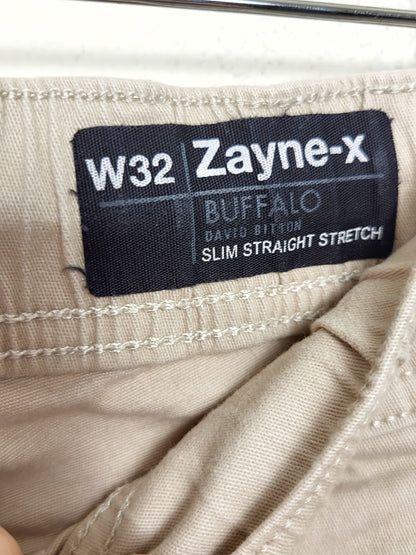 W32 Zayne-x
BUFFALO
DAVID BITTON
SLIM STRAIGHT STRETCH